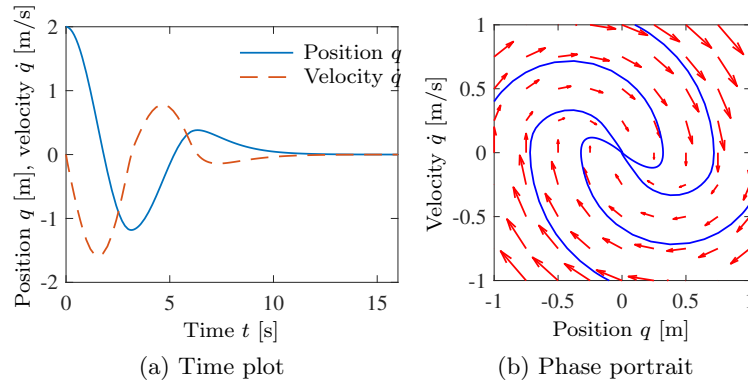 Position q [m], velocity q̇ [m/s]
2
1
0
-1
-2
0
5
10
15
Time t [s]
Position q
Velocity q̇
(a) Time plot
Velocity q̇ [m/s]
1
0.5
0
-0.5
-1
-1
-0.5
0
0.5
1
Position q [m]
(b) Phase portrait